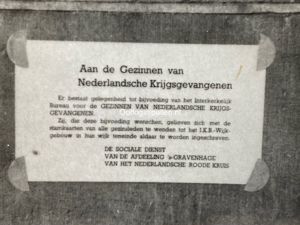 Aan de Gezinnen van
Nederlandsche Krijgsgevangenen
Er bestaat gelegenheid tot bijvoeding van het Interkerkelijk
Bureau voor de GEZINNEN VAN NEDERLANDSCHE KRIJGS-
GEVANGENEN.
Zij, die deze bijvoeding wenschen, gelieven zich met de
stamkaarten van alle gezinsleden te wenden tot het I.K.B.-Wijk-
gebouw in hun wijk teneinde aldaar te worden ingeschreven.
DE SOCIALE DIENST
VAN DE AFDEELING 's-GRAVENHAGE
VAN HET NEDERLANDSCHE ROODE KRUIS